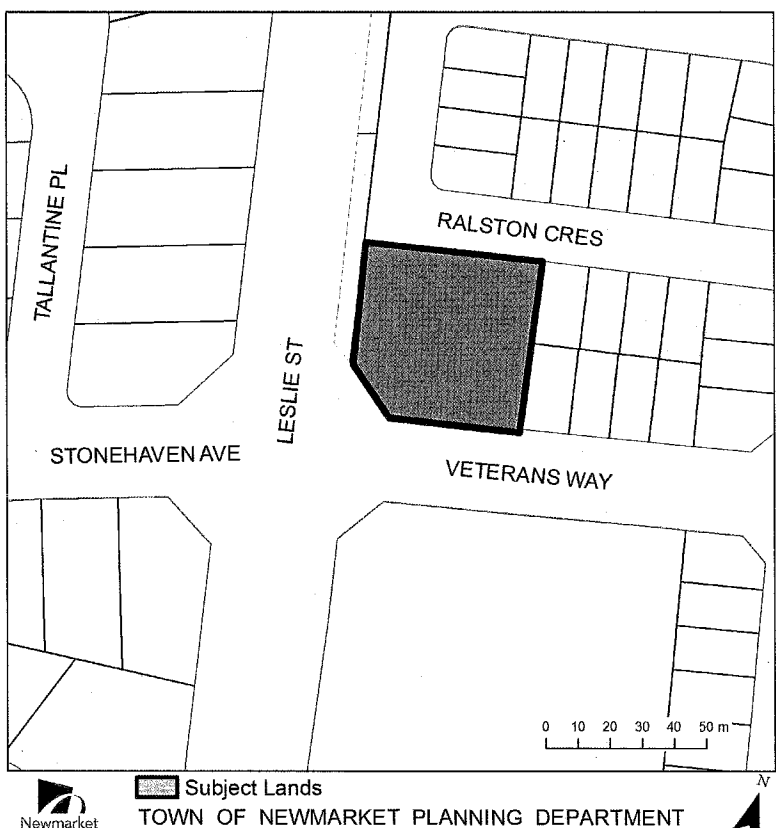 TALLANTINE PL
RALSTON CRES
LESLIE ST
STONEHAVEN AVE
VETERANS WAY
0 10 20 30 40 50 m
N
Subject Lands
Newmarket
TOWN OF NEWMARKET PLANNING DEPARTMENT